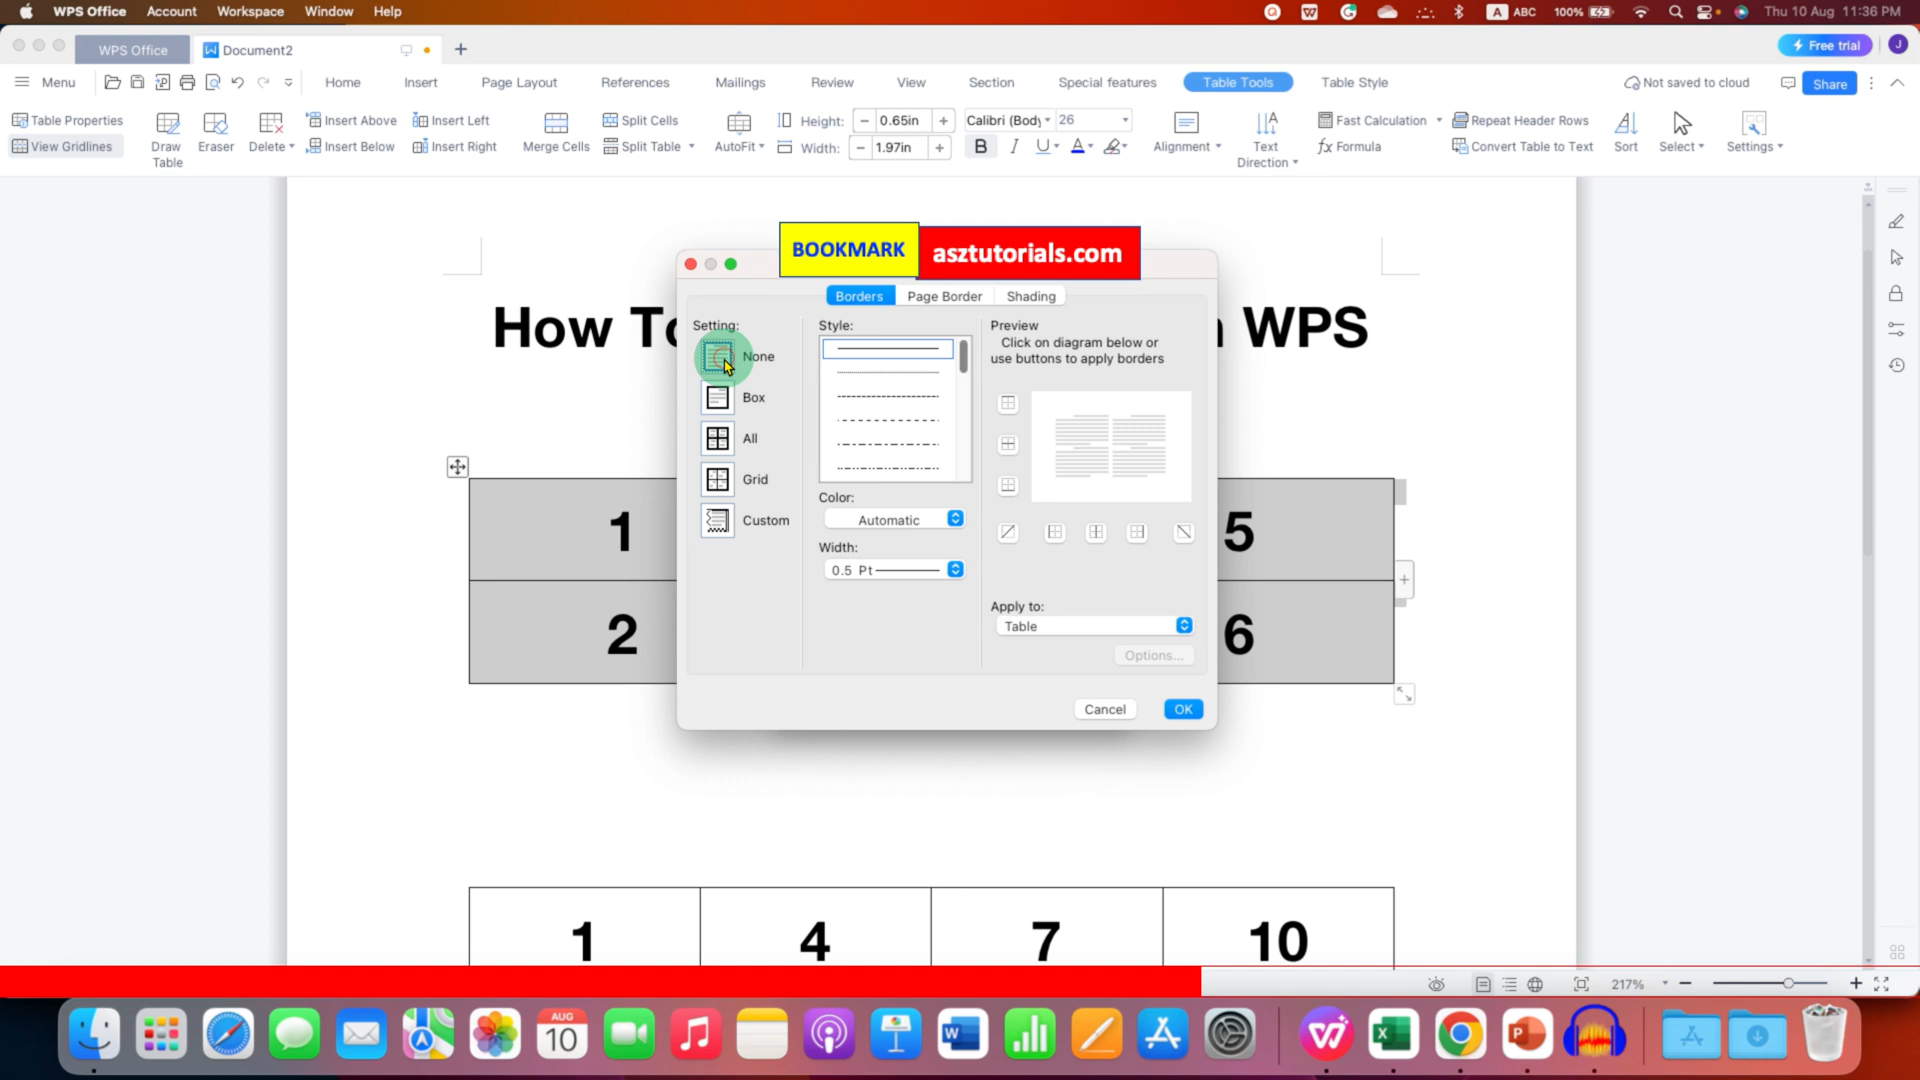 WPS Office Account Workspace Window Help A ABC 100% Thu 10 Aug 11:36 PM
WPS Office Document2 Free trial J
Menu Home Insert Page Layout References Mailings Review View Section Special features Table Tools Table Style Not saved to cloud Share
Table Properties Insert Above Insert Left Split Cells Height: 0.65in Calibri (Body 26 Fast Calculation Repeat Header Rows
View Gridlines Draw Eraser Delete Insert Below Insert Right Merge Cells Split Table AutoFit Width: 1.97in B I U A Alignment Text fx Formula Convert Table to Text Sort Select Settings
Table Direction
BOOKMARK asztutorials.com
Borders Page Border Shading
How To WPS
Setting: Style: Preview
Click on diagram below or
use buttons to apply borders
None
Box
All
Grid
Custom
Color:
Automatic
Width:
0.5 Pt
Apply to:
Table
Options...
Cancel OK
1 5
2 6
1 4 7 10
217%
AUG
10
W X P